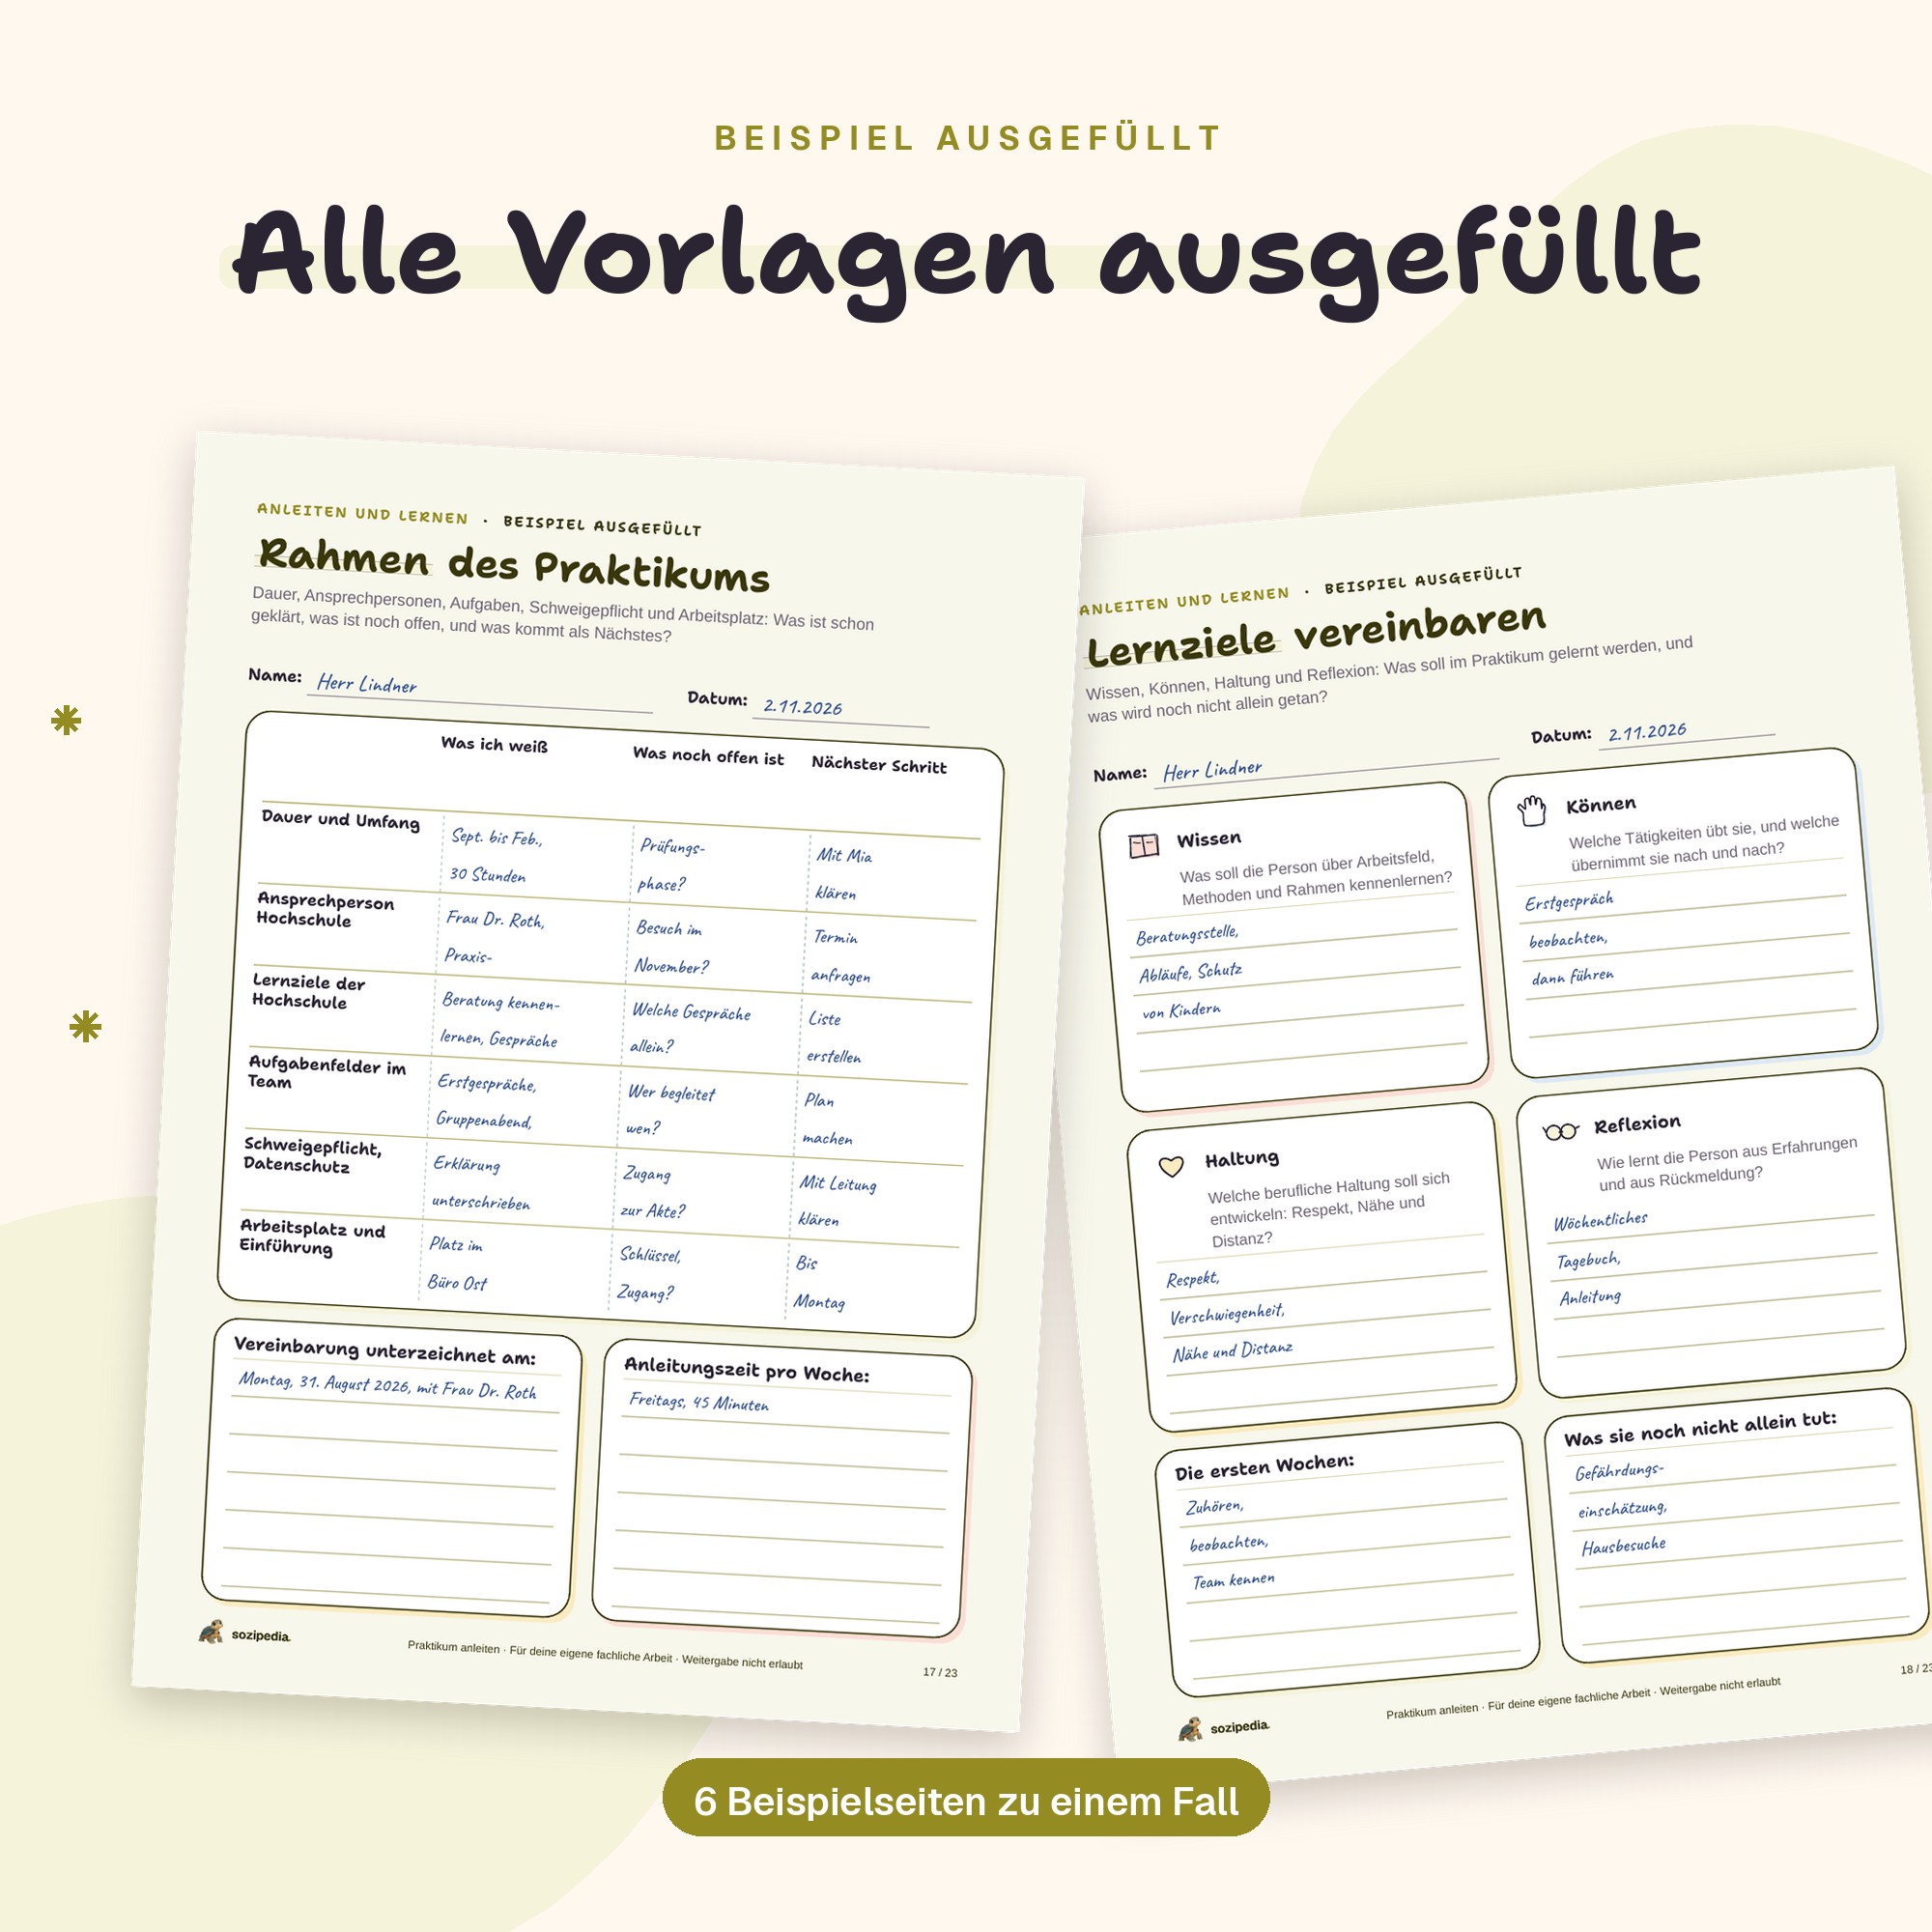 BEISPIEL AUSGEFÜLLT
Alle Vorlagen ausgefüllt
ANLEITEN UND LERNEN · BEISPIEL AUSGEFÜLLT
Rahmen des Praktikums
Dauer, Ansprechpersonen, Aufgaben, Schweigepflicht und Arbeitsplatz: Was ist schon
geklärt, was ist noch offen, und was kommt als Nächstes?
Name: Herr Lindner Datum: 2.11.2026
Was ich weiß Was noch offen ist Nächster Schritt
Dauer und Umfang
Sept. bis Feb.,
30 Stunden
Prüfungs-
phase?
Mit Mia
klären
Ansprechperson
Hochschule
Frau Dr. Roth,
Praxis-
Besuch im
November?
Termin
anfragen
Lernziele der
Hochschule
Beratung kennen-
lernen, Gespräche
Welche Gespräche
allein?
Liste
erstellen
Aufgabenfelder im
Team
Erstgespräche,
Gruppenabend,
Wer begleitet
wen?
Plan
machen
Schweigepflicht,
Datenschutz
Erklärung
unterschrieben
Zugang
zur Akte?
Mit Leitung
klären
Arbeitsplatz und
Einführung
Platz im
Büro Ost
Schlüssel,
Zugang?
Bis
Montag
Vereinbarung unterzeichnet am:
Montag, 31. August 2026, mit Frau Dr. Roth
Anleitungszeit pro Woche:
Freitags, 45 Minuten
sozipedia.
Praktikum anleiten · Für deine eigene fachliche Arbeit · Weitergabe nicht erlaubt
17 / 23
ANLEITEN UND LERNEN · BEISPIEL AUSGEFÜLLT
Lernziele vereinbaren
Wissen, Können, Haltung und Reflexion: Was soll im Praktikum gelernt werden, und
was wird noch nicht allein getan?
Name: Herr Lindner Datum: 2.11.2026
Wissen
Was soll die Person über Arbeitsfeld,
Methoden und Rahmen kennenlernen?
Beratungsstelle,
Abläufe, Schutz
von Kindern
Können
Welche Tätigkeiten übt sie, und welche
übernimmt sie nach und nach?
Erstgespräch
beobachten,
dann führen
Haltung
Welche berufliche Haltung soll sich
entwickeln: Respekt, Nähe und
Distanz?
Respekt,
Verschwiegenheit,
Nähe und Distanz
Reflexion
Wie lernt die Person aus Erfahrungen
und aus Rückmeldung?
Wöchentliches
Tagebuch,
Anleitung
Die ersten Wochen:
Zuhören,
beobachten,
Team kennen
Was sie noch nicht allein tut:
Gefährdungs-
einschätzung,
Hausbesuche
sozipedia.
Praktikum anleiten · Für deine eigene fachliche Arbeit · Weitergabe nicht erlaubt
18 / 23
6 Beispielseiten zu einem Fall